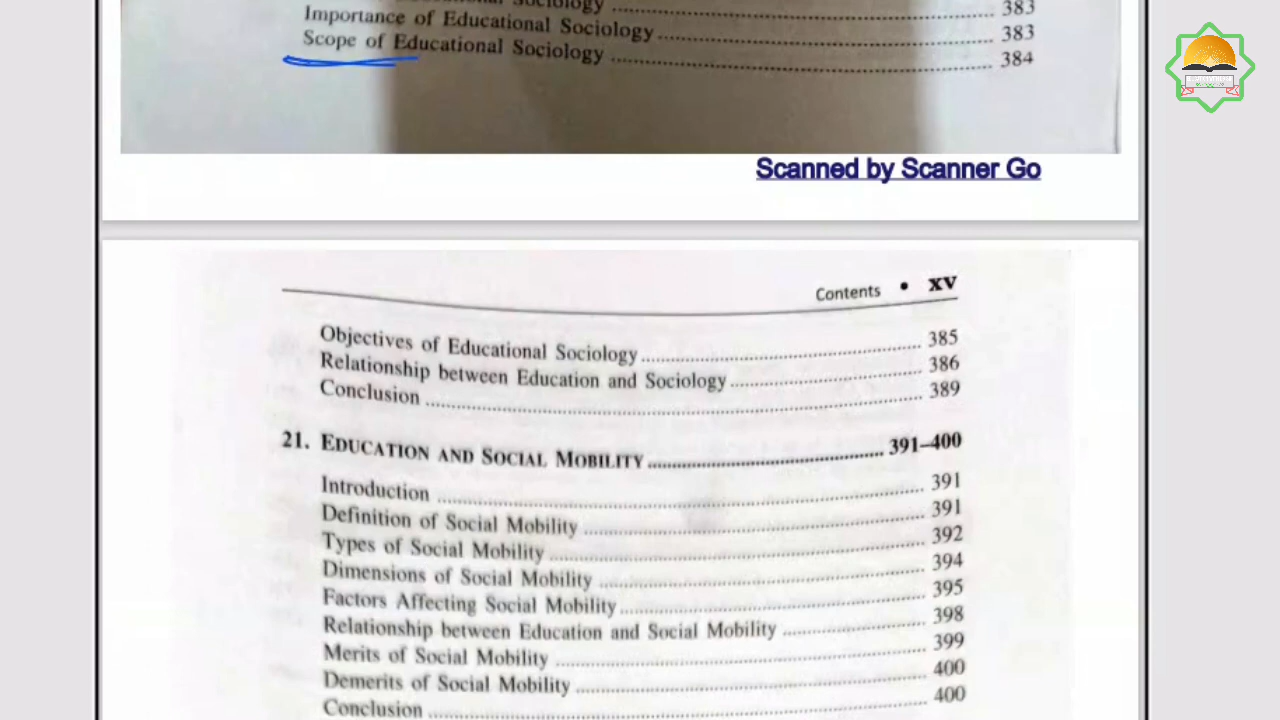 Sociology ... 383
Importance of Educational Sociology ... 383
Scope of Educational Sociology ... 384
Scanned by Scanner Go
Contents • XV
Objectives of Educational Sociology ... 385
Relationship between Education and Sociology ... 386
Conclusion ... 389
21. EDUCATION AND SOCIAL MOBILITY ... 391–400
Introduction ... 391
Definition of Social Mobility ... 391
Types of Social Mobility ... 392
Dimensions of Social Mobility ... 394
Factors Affecting Social Mobility ... 395
Relationship between Education and Social Mobility ... 398
Merits of Social Mobility ... 399
Demerits of Social Mobility ... 400
Conclusion ... 400